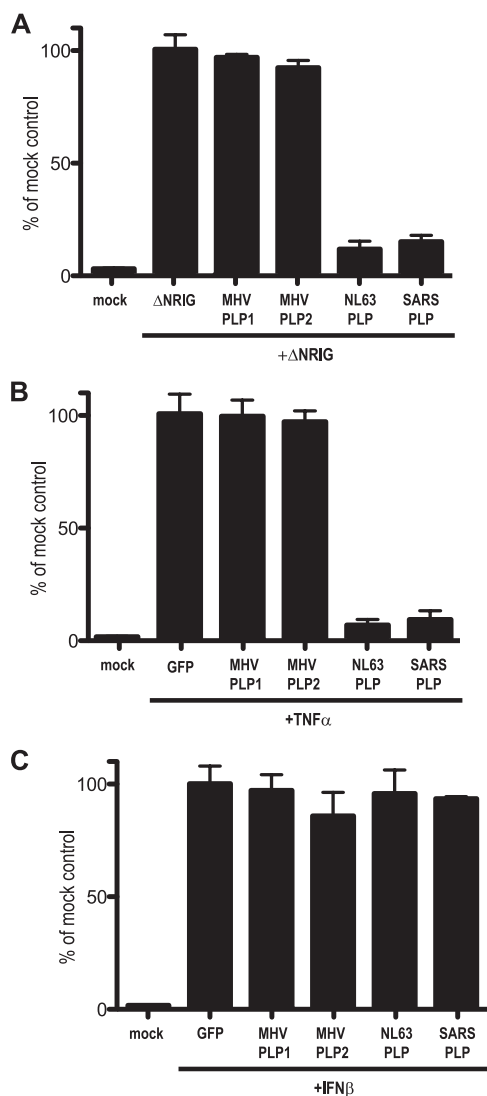 A
% of mock control
100
50
0
mock
ΔNRIG
MHV
PLP1
MHV
PLP2
NL63
PLP
SARS
PLP
+ΔNRIG
B
% of mock control
100
50
0
mock
GFP
MHV
PLP1
MHV
PLP2
NL63
PLP
SARS
PLP
+TNFα
C
% of mock control
100
50
0
mock
GFP
MHV
PLP1
MHV
PLP2
NL63
PLP
SARS
PLP
+IFNβ